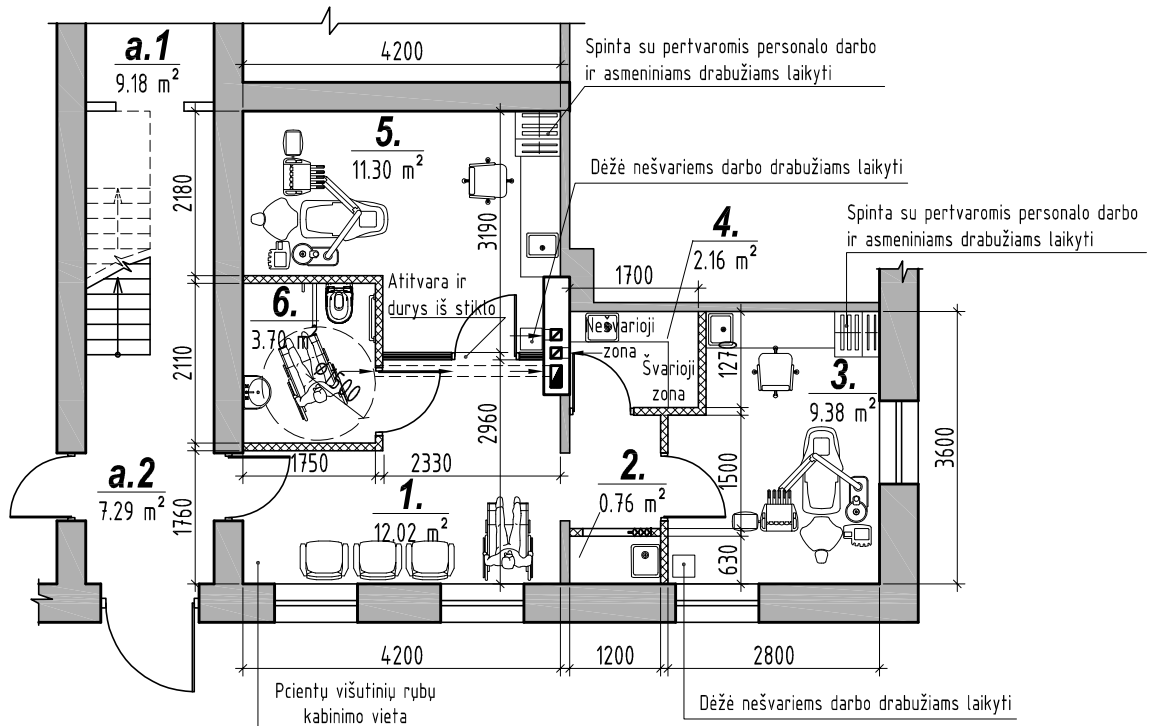 a.1
9.18 m²
4200
Spinta su pertvaromis personalo darbo
ir asmeniniams drabužiams laikyti
5.
11.30 m²
Dėžė nešvariems darbo drabužiams laikyti
2180
3190
4.
2.16 m²
Spinta su pertvaromis personalo darbo
ir asmeniniams drabužiams laikyti
Atitvara ir
durys iš stiklo
1700
6.
3.70 m
Nešvarioji
zona
Švarioji
zona
127
3.
9.38 m²
2110
2960
3600
1750
2330
1500
a.2
7.29 m²
1760
1.
12.02 m²
2.
0.76 m²
630
4200
1200
2800
Pcientų višutinių rųbų
kabinimo vieta
Dėžė nešvariems darbo drabužiams laikyti